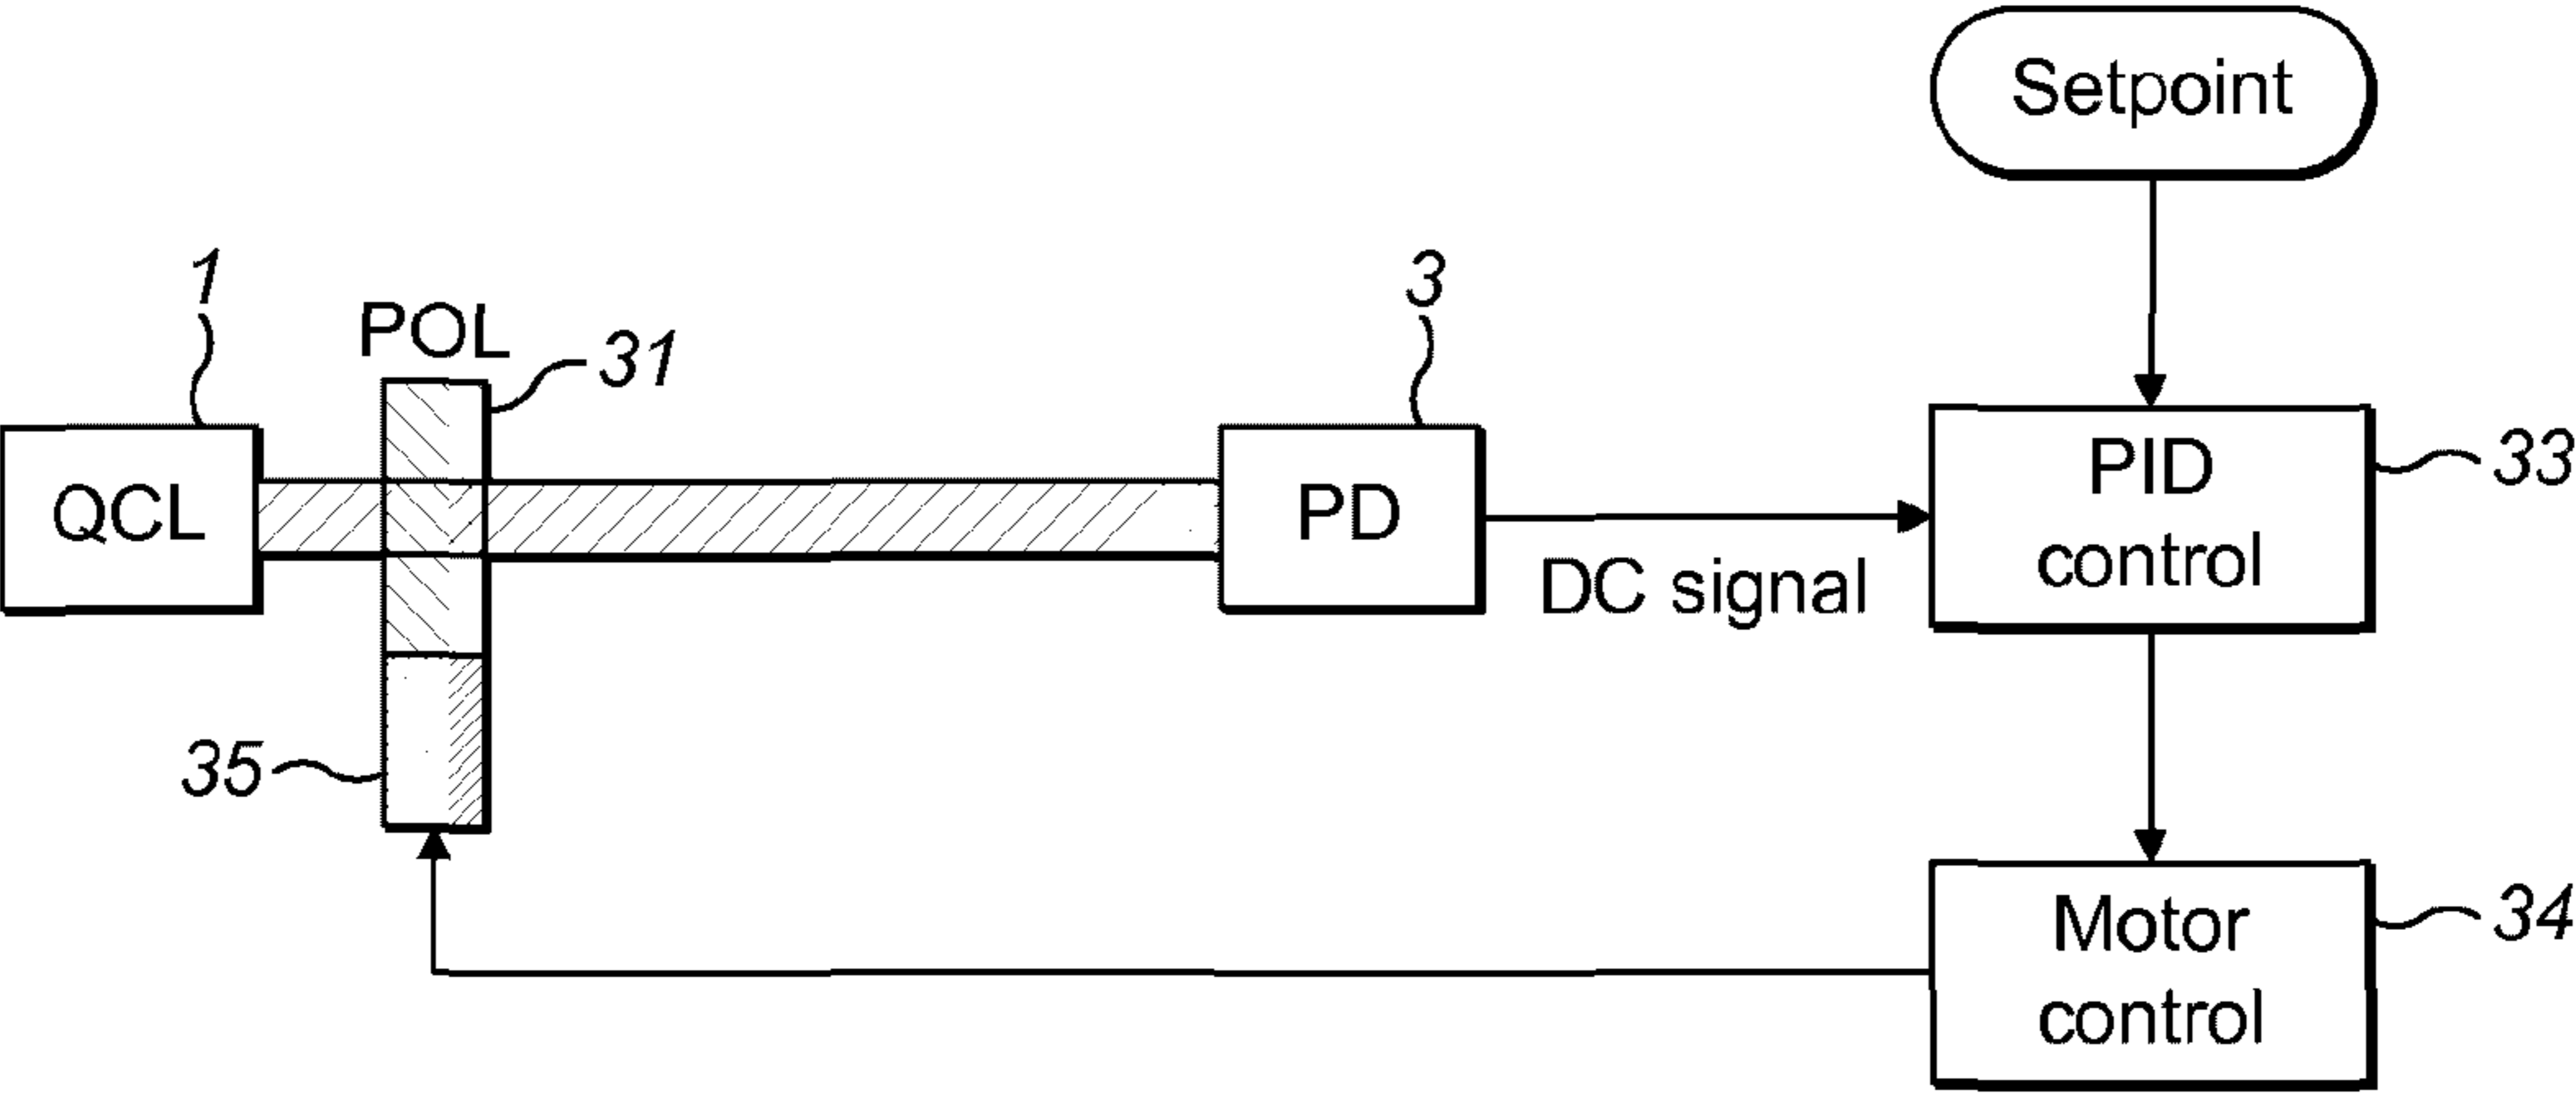 Setpoint
1
POL
31
3
QCL
PD
DC signal
PID
control
33
35
Motor
control
34